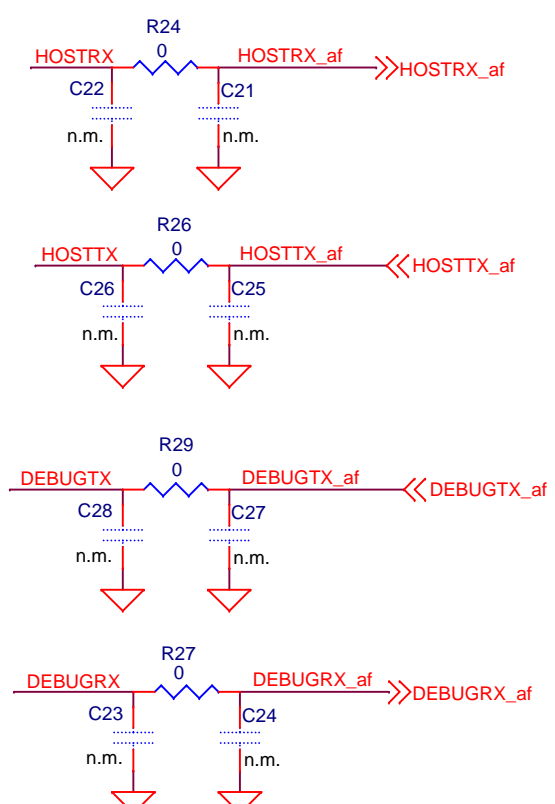 R24
HOSTRX 0 HOSTRX_af HOSTRX_af
C22 C21
n.m. n.m.
R26
HOSTTX 0 HOSTTX_af HOSTTX_af
C26 C25
n.m. n.m.
R29
DEBUGTX 0 DEBUGTX_af DEBUGTX_af
C28 C27
n.m. n.m.
R27
DEBUGRX 0 DEBUGRX_af DEBUGRX_af
C23 C24
n.m. n.m.